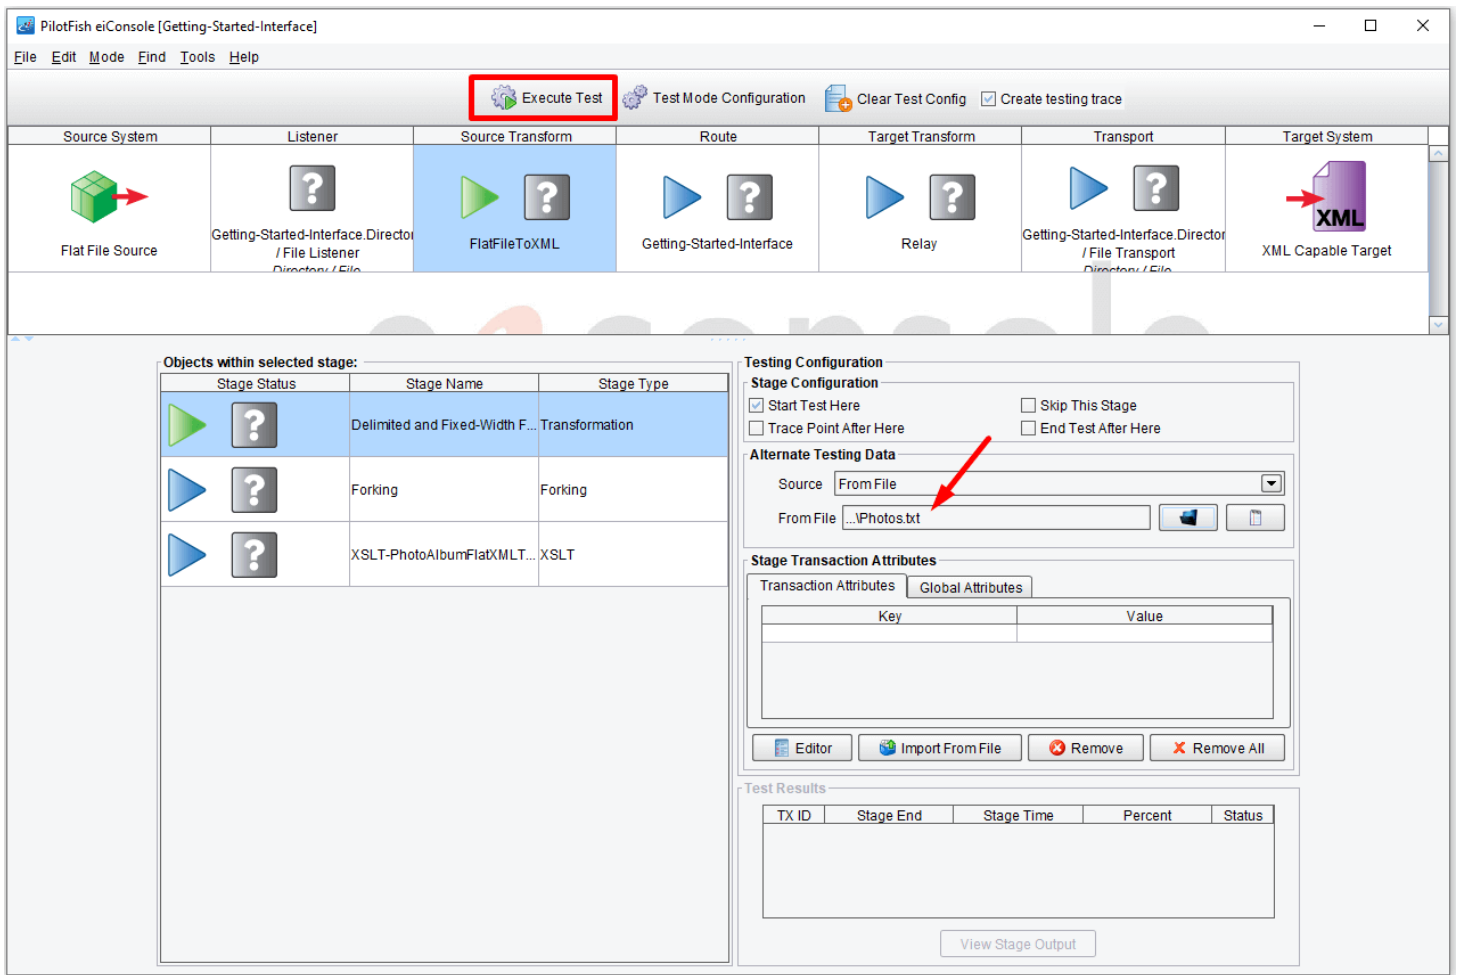 PilotFish eiConsole [Getting-Started-Interface]
File Edit Mode Find Tools Help
Execute Test Test Mode Configuration Clear Test Config Create testing trace
Source System Listener Source Transform Route Target Transform Transport Target System
XML
Flat File Source
Getting-Started-Interface.Director
/ File Listener
Directory / File
FlatFileToXML
Getting-Started-Interface
Relay
Getting-Started-Interface.Director
/ File Transport
Directory / File
XML Capable Target
eiconsole
Objects within selected stage:
Stage Status Stage Name Stage Type
Delimited and Fixed-Width F... Transformation
Forking Forking
XSLT-PhotoAlbumFlatXMLT... XSLT
Testing Configuration
Stage Configuration
Start Test Here Skip This Stage
Trace Point After Here End Test After Here
Alternate Testing Data
Source From File
From File ...\Photos.txt
Stage Transaction Attributes
Transaction Attributes Global Attributes
Key Value
Editor Import From File Remove Remove All
Test Results
TX ID Stage End Stage Time Percent Status
View Stage Output